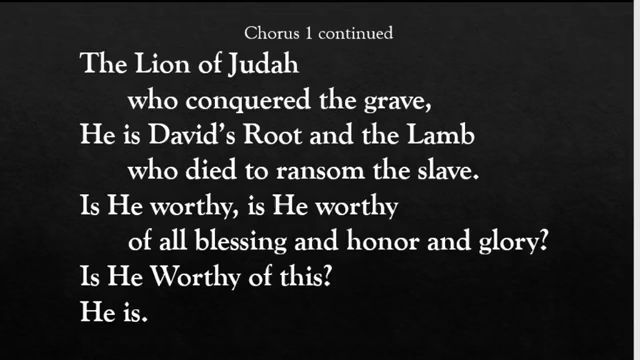 Chorus 1 continued
The Lion of Judah
who conquered the grave,
He is David's Root and the Lamb
who died to ransom the slave.
Is He worthy, is He worthy
of all blessing and honor and glory?
Is He Worthy of this?
He is.